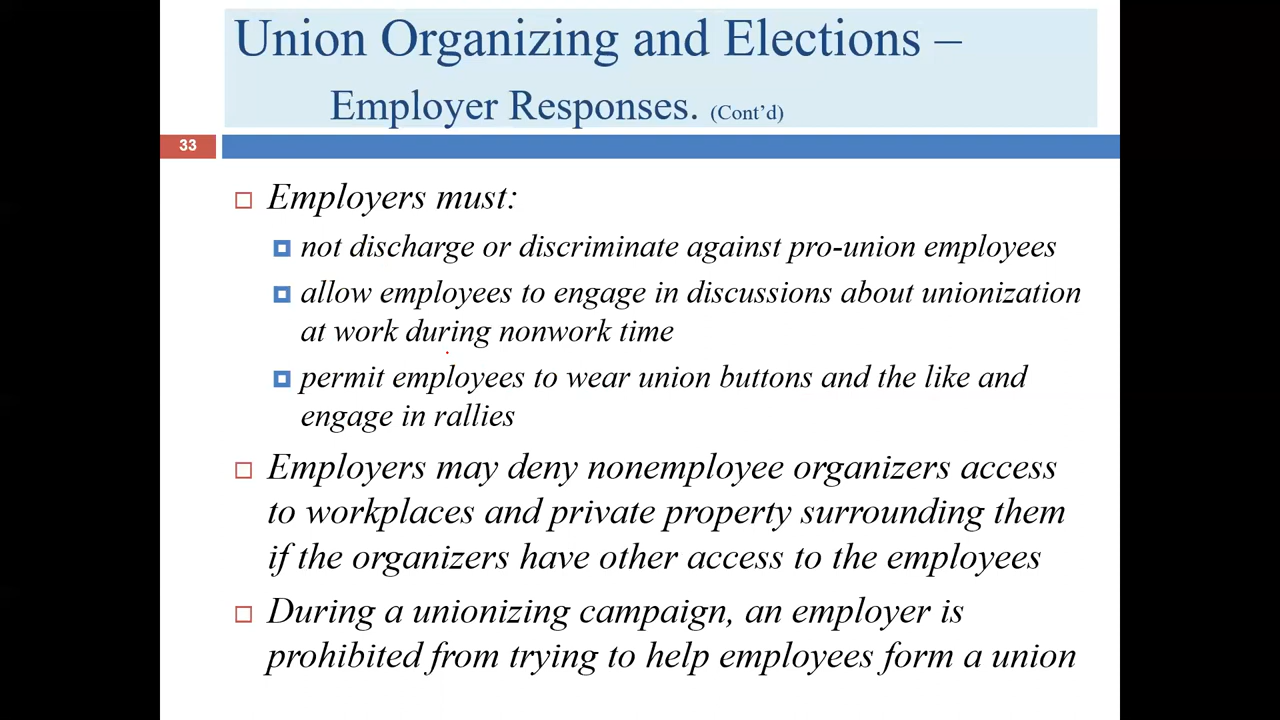 Union Organizing and Elections –
Employer Responses. (Cont’d)
33
Employers must:
not discharge or discriminate against pro-union employees
allow employees to engage in discussions about unionization
at work during nonwork time
permit employees to wear union buttons and the like and
engage in rallies
Employers may deny nonemployee organizers access
to workplaces and private property surrounding them
if the organizers have other access to the employees
During a unionizing campaign, an employer is
prohibited from trying to help employees form a union